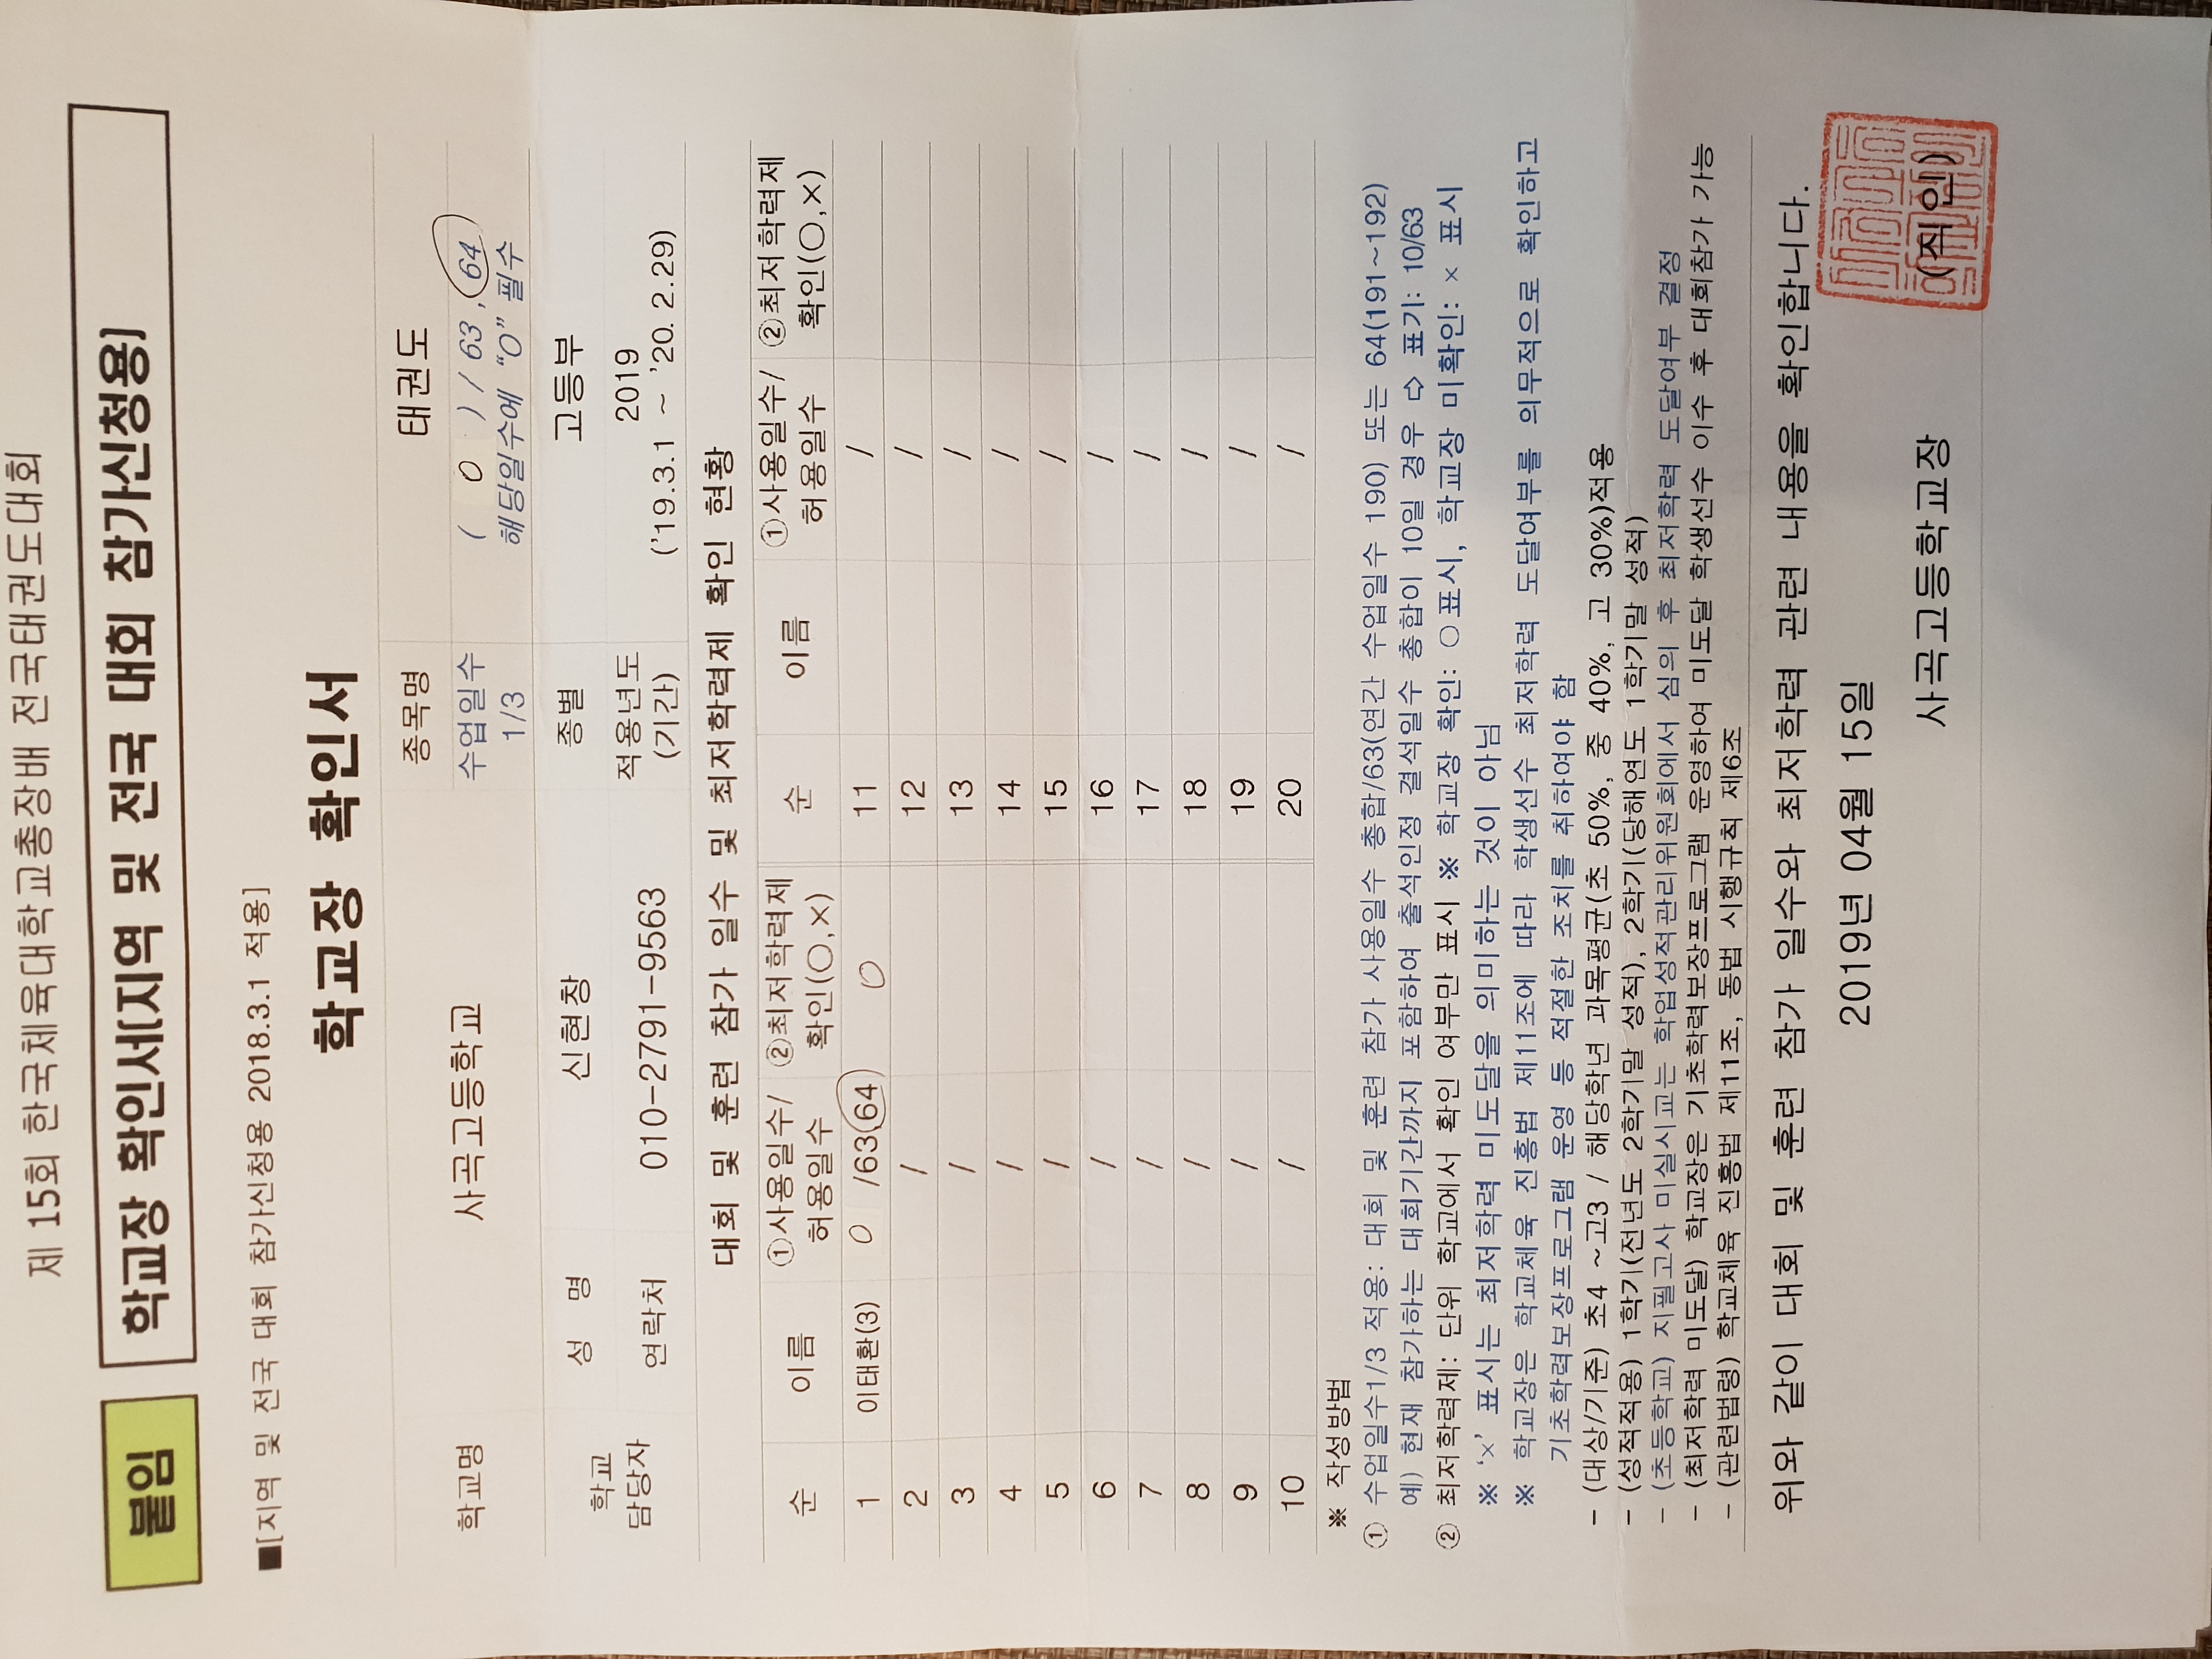 제 15회 한국체육대학교총장배 전국태권도대회
붙임 학교장 확인서(지역 및 전국 대회 참가신청용)
■[지역 및 전국 대회 참가신청용 2018.3.1 적용]
학교장 확인서
학교명 사곡고등학교 종목명 태권도
수업일수 1/3 ( 0 ) / 63 , 64
해당일수에 “O” 필수
학교 담당자 성 명 신현창 종별 고등부
연락처 010-2791-9563 적용년도 (기간) 2019
('19.3.1 ~ '20. 2.29)
대회 및 훈련 참가 일수 및 최저학력제 확인 현황
순 이름 ①사용일수/허용일수 ②최저학력제 확인(○,×) 순 이름 ①사용일수/허용일수 ②최저학력제 확인(○,×)
1 이태환(3) 0 /63,64 0 11 /
2 / 12 /
3 / 13 /
4 / 14 /
5 / 15 /
6 / 16 /
7 / 17 /
8 / 18 /
9 / 19 /
10 / 20 /
※ 작성방법
① 수업일수1/3 적용: 대회 및 훈련 참가 사용일수 총합/63(연간 수업일수 190) 또는 64(191~192)
예) 현재 참가하는 대회기간까지 포함하여 출석인정 결석일수 총합이 10일 경우 ⇨ 표기: 10/63
② 최저학력제: 단위 학교에서 확인 여부만 표시 ※ 학교장 확인: ○표시, 학교장 미확인: × 표시
※ ‘×’ 표시는 최저학력 미도달을 의미하는 것이 아님
※ 학교장은 학교체육 진흥법 제11조에 따라 학생선수 최저학력 도달여부를 의무적으로 확인하고
기초학력보장프로그램 운영 등 적절한 조치를 취하여야 함
- (대상/기준) 초4 ~고3 / 해당학년 과목평균(초 50%, 중 40%, 고 30%)적용
- (성적적용) 1학기(전년도 2학기말 성적), 2학기(당해연도 1학기말 성적)
- (초등학교) 지필고사 미실시교는 학업성적관리위원회에서 심의 후 최저학력 도달여부 결정
- (최저학력 미도달) 학교장은 기초학력보장프로그램 운영하여 미도달 학생선수 이수 후 대회참가 가능
- (관련법령) 학교체육 진흥법 제11조, 동법 시행규칙 제6조
위와 같이 대회 및 훈련 참가 일수와 최저학력 관련 내용을 확인합니다.
2019년 04월 15일
사곡고등학교장 (직인)